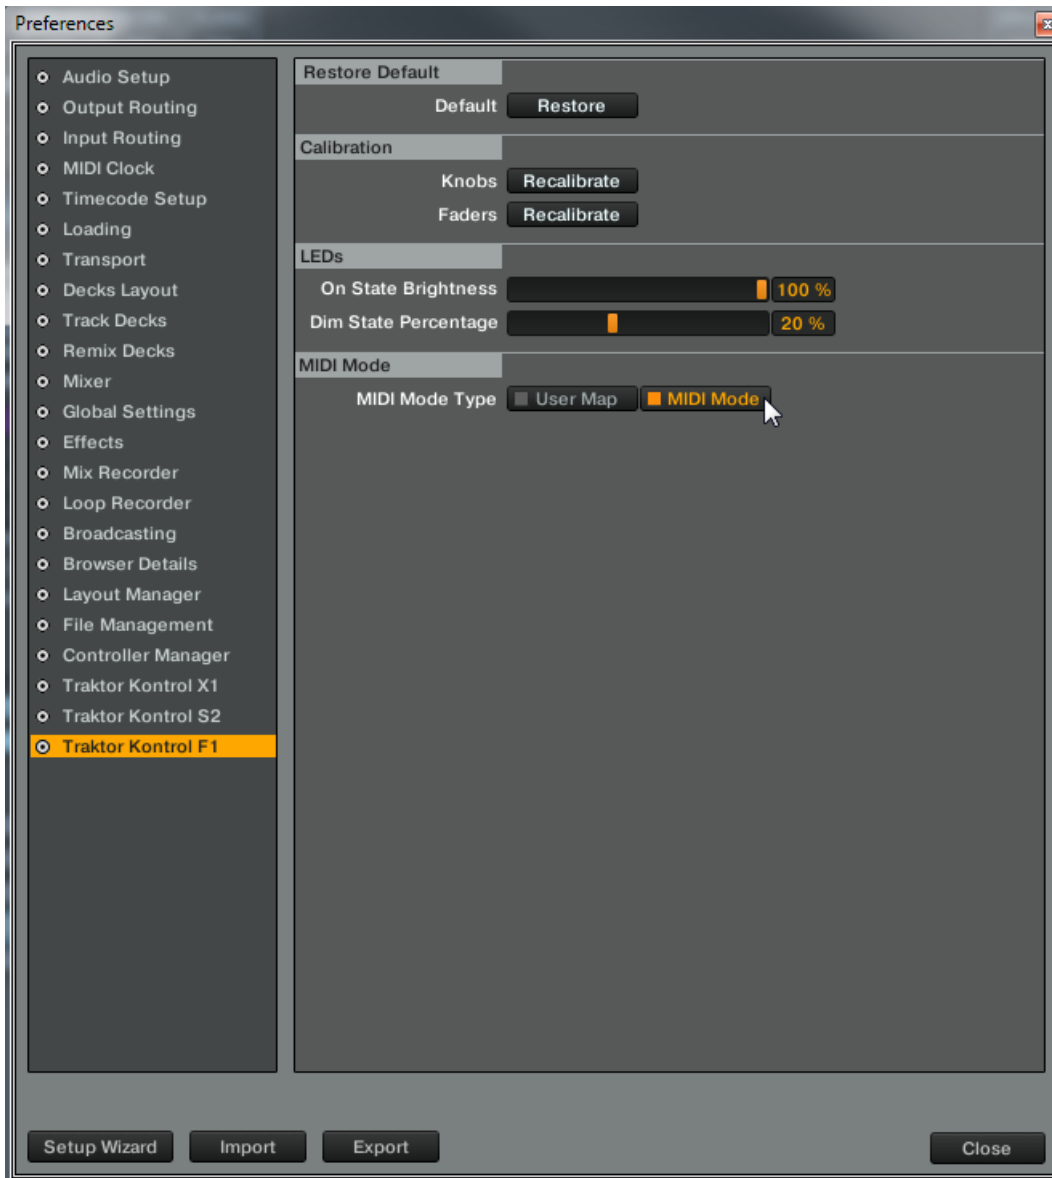 Preferences
Audio Setup
Output Routing
Input Routing
MIDI Clock
Timecode Setup
Loading
Transport
Decks Layout
Track Decks
Remix Decks
Mixer
Global Settings
Effects
Mix Recorder
Loop Recorder
Broadcasting
Browser Details
Layout Manager
File Management
Controller Manager
Traktor Kontrol X1
Traktor Kontrol S2
Traktor Kontrol F1
Restore Default
Default Restore
Calibration
Knobs Recalibrate
Faders Recalibrate
LEDs
On State Brightness 100 %
Dim State Percentage 20 %
MIDI Mode
MIDI Mode Type User Map MIDI Mode
Setup Wizard Import Export Close